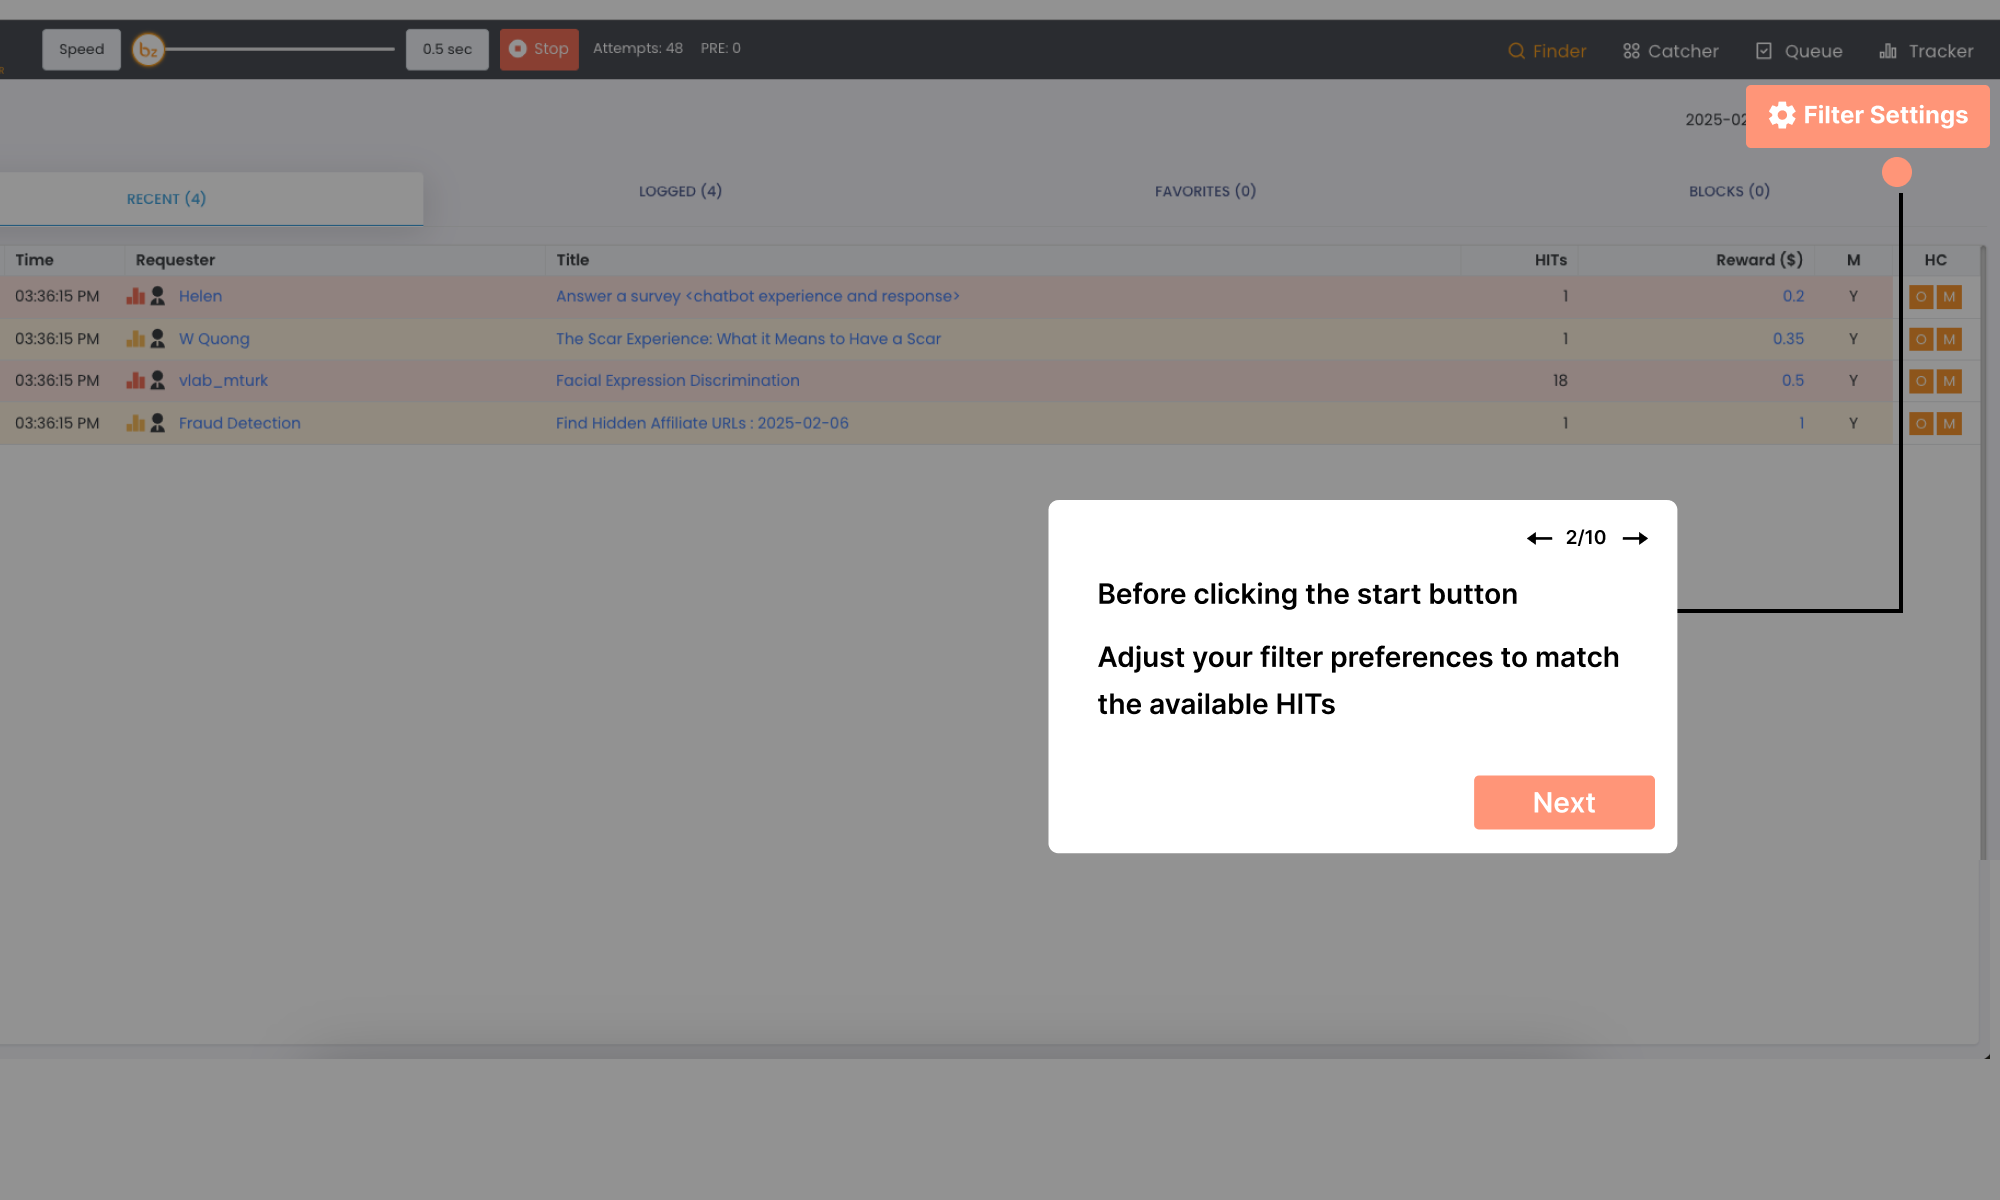 Speed
bz
0.5 sec
Stop
Attempts: 48
PRE: 0
Finder
Catcher
Queue
Tracker
2025-02
Filter Settings
RECENT (4)
LOGGED (4)
FAVORITES (0)
BLOCKS (0)
Time Requester Title HITs Reward ($) M HC
03:36:15 PM Helen Answer a survey <chatbot experience and response> 1 0.2 Y O M
03:36:15 PM W Quong The Scar Experience: What it Means to Have a Scar 1 0.35 Y O M
03:36:15 PM vlab_mturk Facial Expression Discrimination 18 0.5 Y O M
03:36:15 PM Fraud Detection Find Hidden Affiliate URLs : 2025-02-06 1 1 Y O M
2/10
Before clicking the start button
Adjust your filter preferences to match
the available HITs
Next